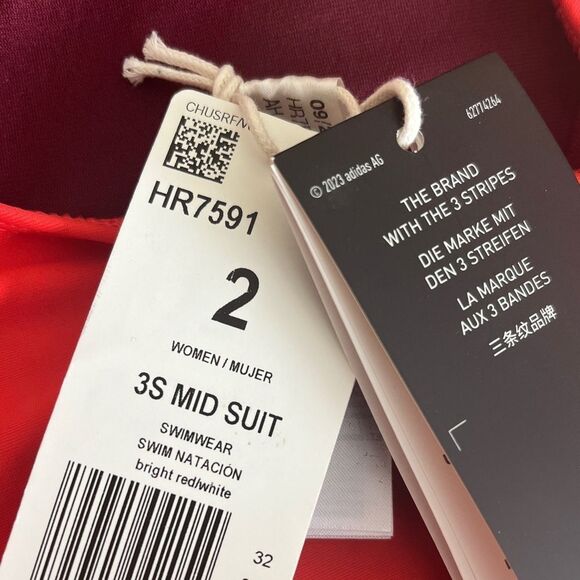 CHUSRF/
HR7591
2
WOMEN / MUJER
3S MID SUIT
SWIMWEAR
SWIM NATACIÓN
bright red/white
32
© 2023 adidas AG
62774264
THE BRAND
WITH THE 3 STRIPES
DIE MARKE MIT
DEN 3 STREIFEN
LA MARQUE
AUX 3 BANDES
三条纹品牌